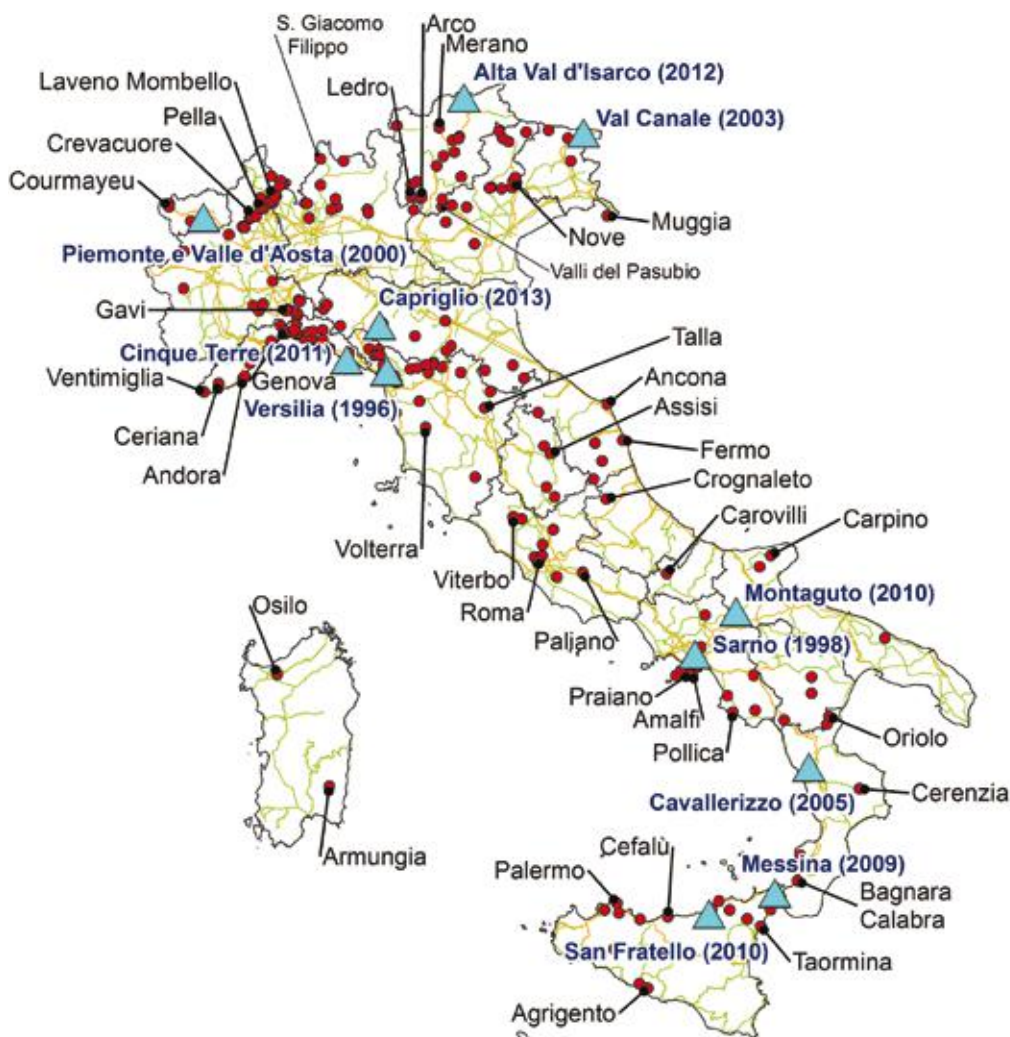 S. Giacomo
Filippo
Arco
Merano
Laveno Mombello
Ledro
Alta Val d'Isarco (2012)
Pella
Val Canale (2003)
Crevacuore
Courmayeu
Muggia
Nove
Piemonte e Valle d'Aosta (2000)
Valli del Pasubio
Capriglio (2013)
Gavi
Talla
Cinque Terre (2011)
Ventimiglia
Genova
Ancona
Versilia (1996)
Assisi
Ceriana
Fermo
Andora
Crognaleto
Carovilli
Carpino
Volterra
Viterbo
Montaguto (2010)
Roma
Osilo
Paljano
Sarno (1998)
Praiano
Amalfi
Oriolo
Pollica
Cavallerizzo (2005)
Cerenzia
Armungia
Cefalù
Messina (2009)
Palermo
Bagnara
Calabra
San Fratello (2010)
Taormina
Agrigento